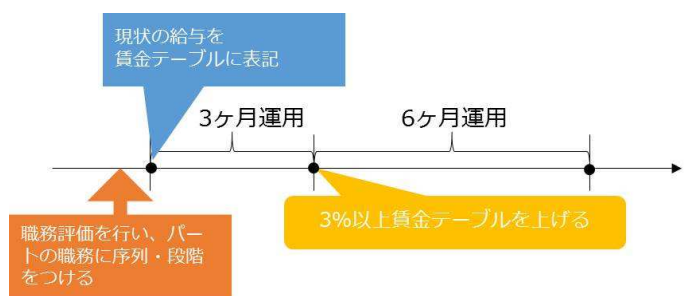 現状の給与を
賃金テーブルに表記
3ヶ月運用
6ヶ月運用
3%以上賃金テーブルを上げる
職務評価を行い、パー
トの職務に序列・段階
をつける